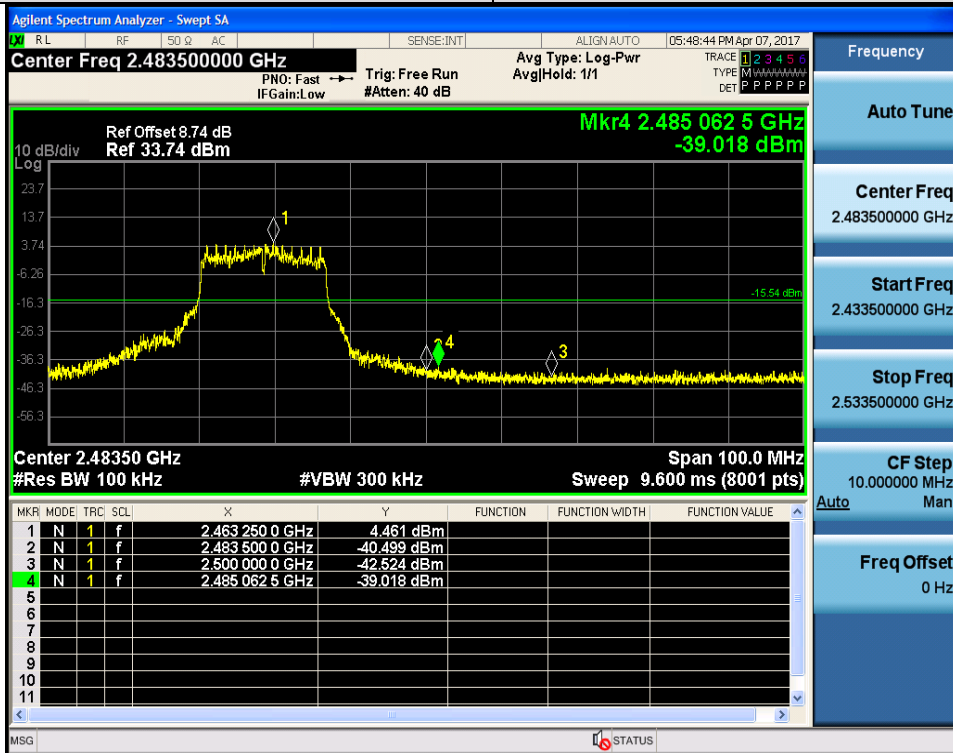 Agilent Spectrum Analyzer - Swept SA
LXI RL RF 50 Ω AC SENSE:INT ALIGN AUTO 05:48:44 PM Apr 07, 2017
Center Freq 2.483500000 GHz
PNO: Fast
IFGain:Low
Trig: Free Run
#Atten: 40 dB
Avg Type: Log-Pwr
Avg|Hold: 1/1
TRACE 1 2 3 4 5 6
TYPE M
DET P P P P P P
Mkr4 2.485 062 5 GHz
-39.018 dBm
Ref Offset 8.74 dB
10 dB/div Ref 33.74 dBm
Log
23.7
13.7
3.74
-6.26
-16.3
-26.3
-36.3
-46.3
-56.3
1
-15.54 dBm
4
3
Center 2.48350 GHz Span 100.0 MHz
#Res BW 100 kHz #VBW 300 kHz Sweep 9.600 ms (8001 pts)
MKR MODE TRC SCL X Y FUNCTION FUNCTION WIDTH FUNCTION VALUE
1 N 1 f 2.463 250 0 GHz 4.461 dBm
2 N 1 f 2.483 500 0 GHz -40.499 dBm
3 N 1 f 2.500 000 0 GHz -42.524 dBm
4 N 1 f 2.485 062 5 GHz -39.018 dBm
5
6
7
8
9
10
11
MSG STATUS
Frequency
Auto Tune
Center Freq
2.483500000 GHz
Start Freq
2.433500000 GHz
Stop Freq
2.533500000 GHz
CF Step
10.000000 MHz
Auto Man
Freq Offset
0 Hz